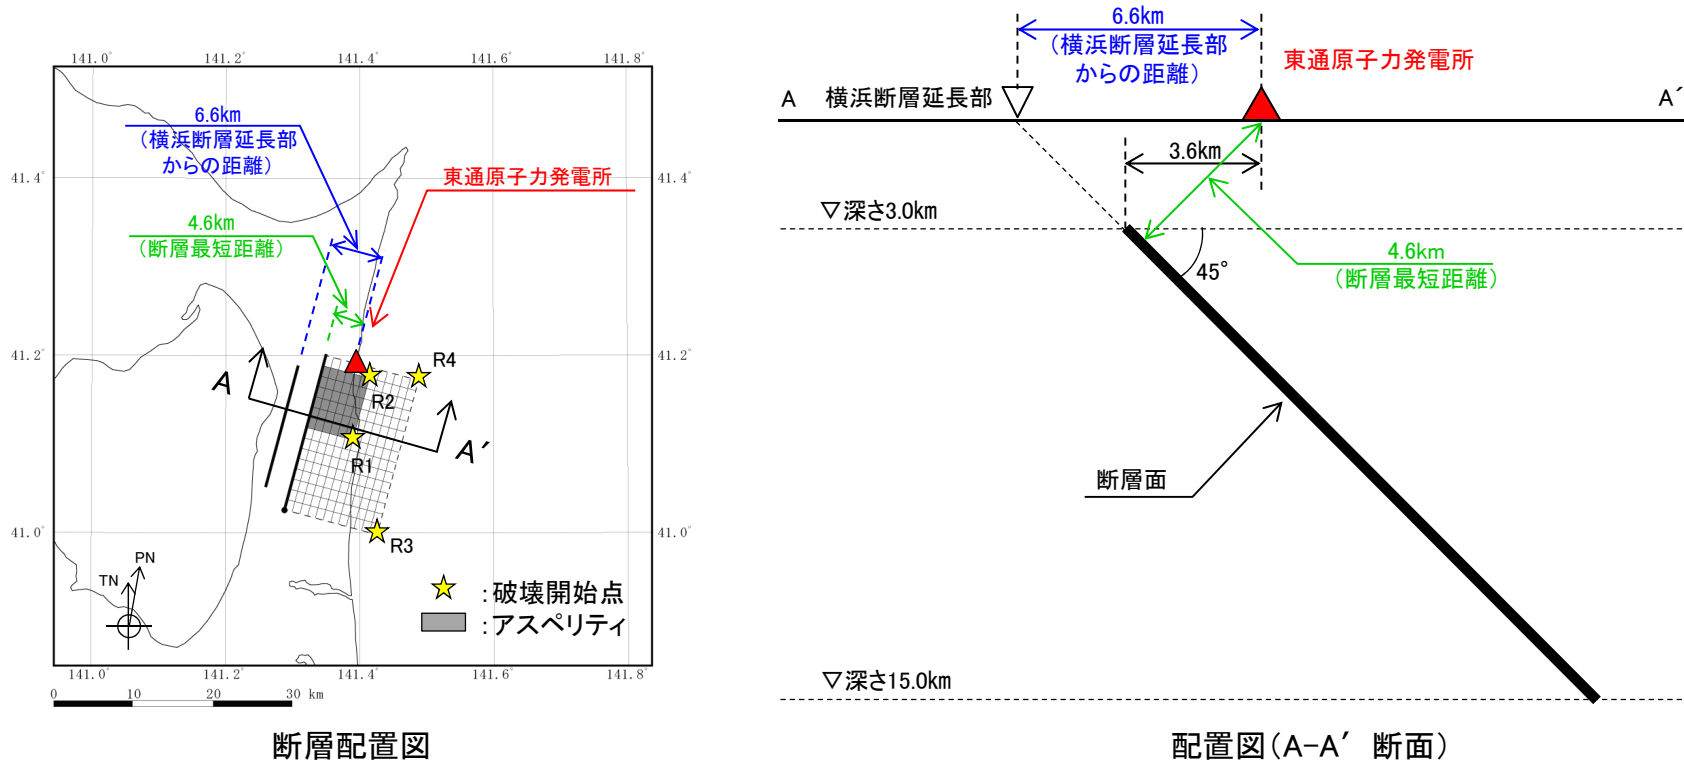 141.0°
141.2°
141.4°
141.6°
141.8°
6.6km
(横浜断層延長部
からの距離)
東通原子力発電所
41.4°
41.4°
4.6km
(断層最短距離)
41.2°
41.2°
R4
A
R2
A′
R1
41.0°
41.0°
R3
PN
TN
:破壊開始点
:アスペリティ
141.0°
141.2°
141.4°
141.6°
141.8°
0
10
20
30 km
断層配置図
6.6km
(横浜断層延長部
からの距離)
東通原子力発電所
A
横浜断層延長部
A′
3.6km
▽深さ3.0km
4.6km
(断層最短距離)
45°
断層面
▽深さ15.0km
配置図(A-A′ 断面)